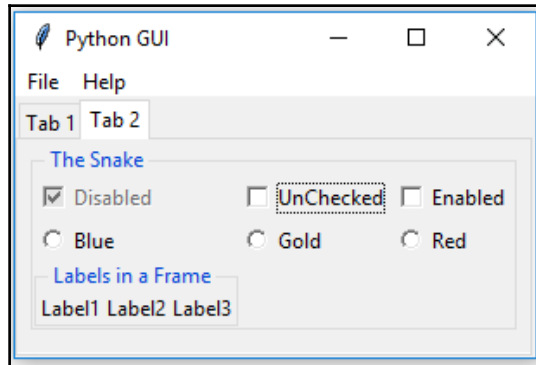 Python GUI
File Help
Tab 1 Tab 2
The Snake
Disabled UnChecked Enabled
Blue Gold Red
Labels in a Frame
Label1 Label2 Label3